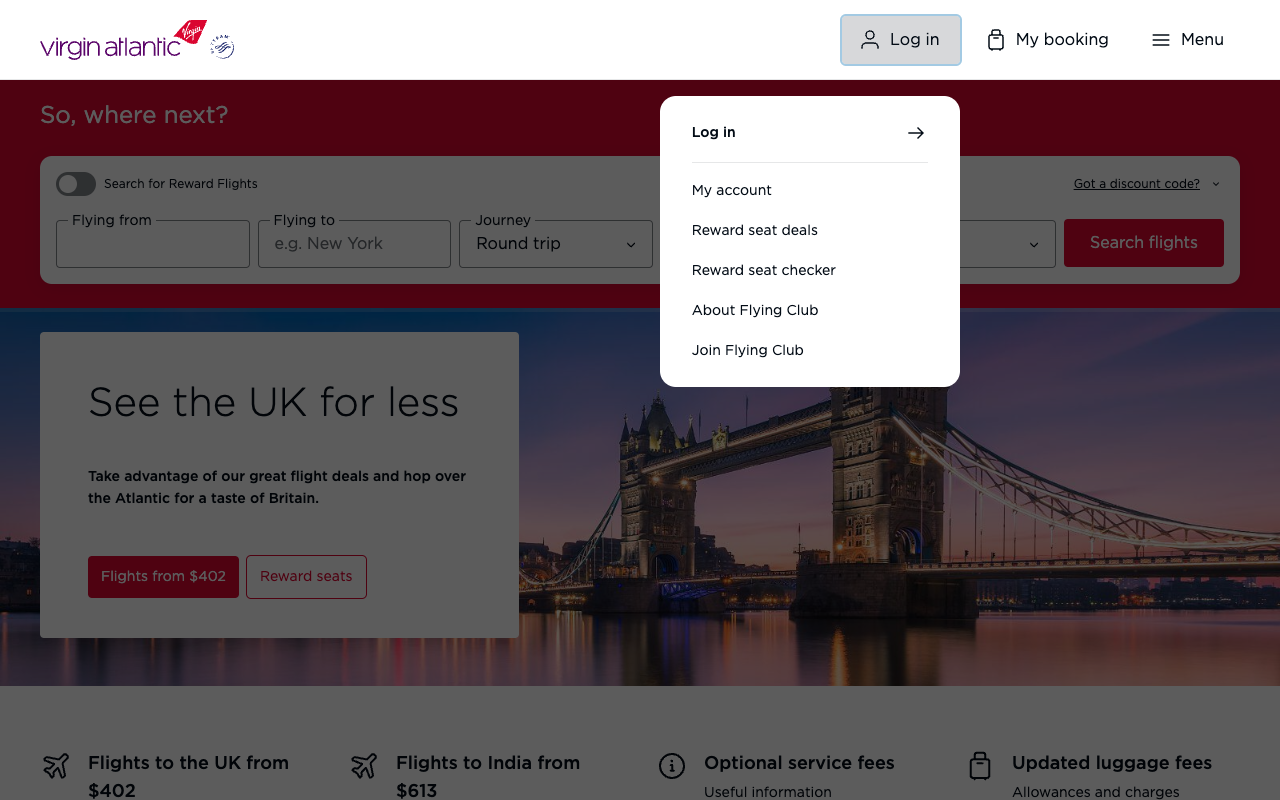 virgin atlantic
Virgin
Log in
My booking
Menu
So, where next?
Log in
My account
Reward seat deals
Reward seat checker
About Flying Club
Join Flying Club
Search for Reward Flights
Got a discount code?
Flying from
Flying to
e.g. New York
Journey
Round trip
Search flights
See the UK for less
Take advantage of our great flight deals and hop over
the Atlantic for a taste of Britain.
Flights from $402
Reward seats
Flights to the UK from
$402
Flights to India from
$613
Optional service fees
Useful information
Updated luggage fees
Allowances and charges